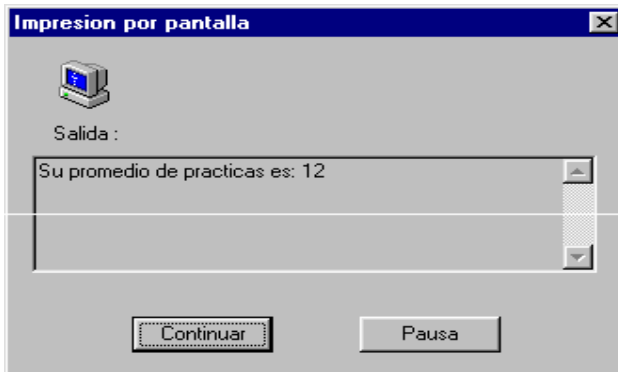 Impresion por pantalla
Salida :
Su promedio de practicas es: 12
Continuar
Pausa